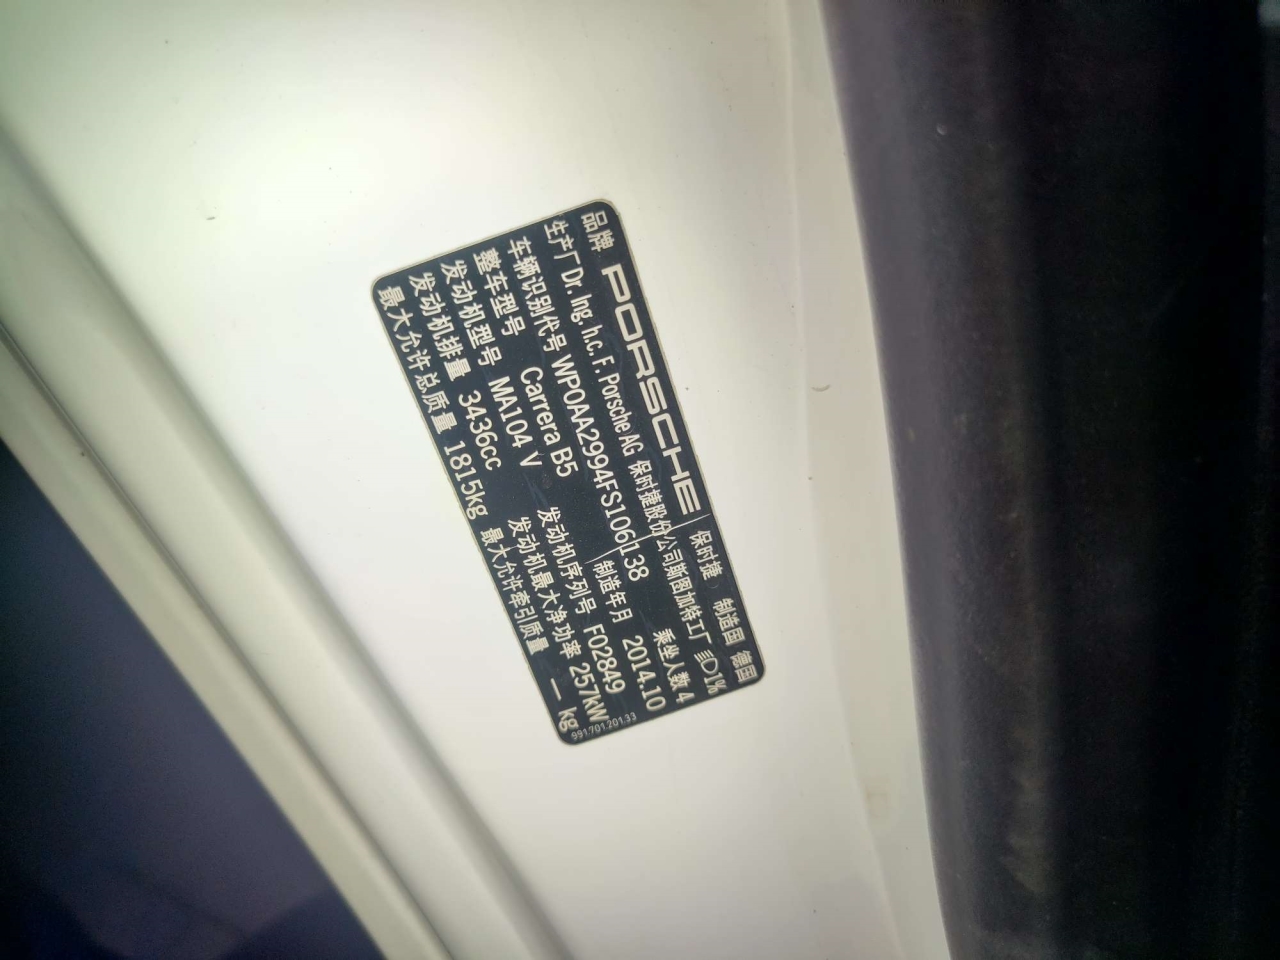 品牌 PORSCHE 保时捷 制造国 德国
生产厂 Dr. Ing. h.c. F. Porsche AG 保时捷股份公司斯图加特工厂
车辆识别代号 WP0AA2994FS106138 乘坐人数 4
整车型号 Carrera B5 制造年月 2014.10
发动机型号 MA104 V 发动机序列号 F02849
发动机排量 3436cc 发动机最大净功率 257kW
最大允许总质量 1815kg 最大允许牵引质量 — kg
991.701.201.33